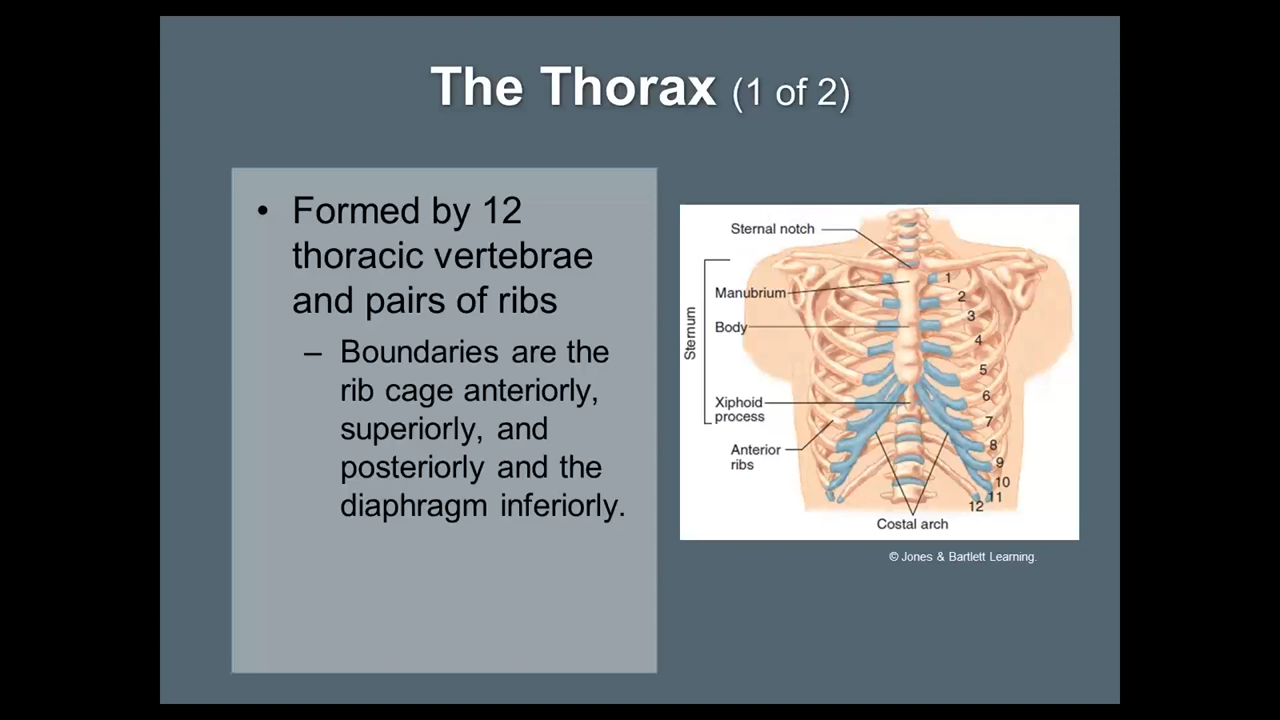 The Thorax (1 of 2)
• Formed by 12
thoracic vertebrae
and pairs of ribs
– Boundaries are the
rib cage anteriorly,
superiorly, and
posteriorly and the
diaphragm inferiorly.
Sternal notch
Manubrium
Body
Sternum
Xiphoid
process
Anterior
ribs
Costal arch
1
2
3
4
5
6
7
8
9
10
11
12
© Jones & Bartlett Learning.